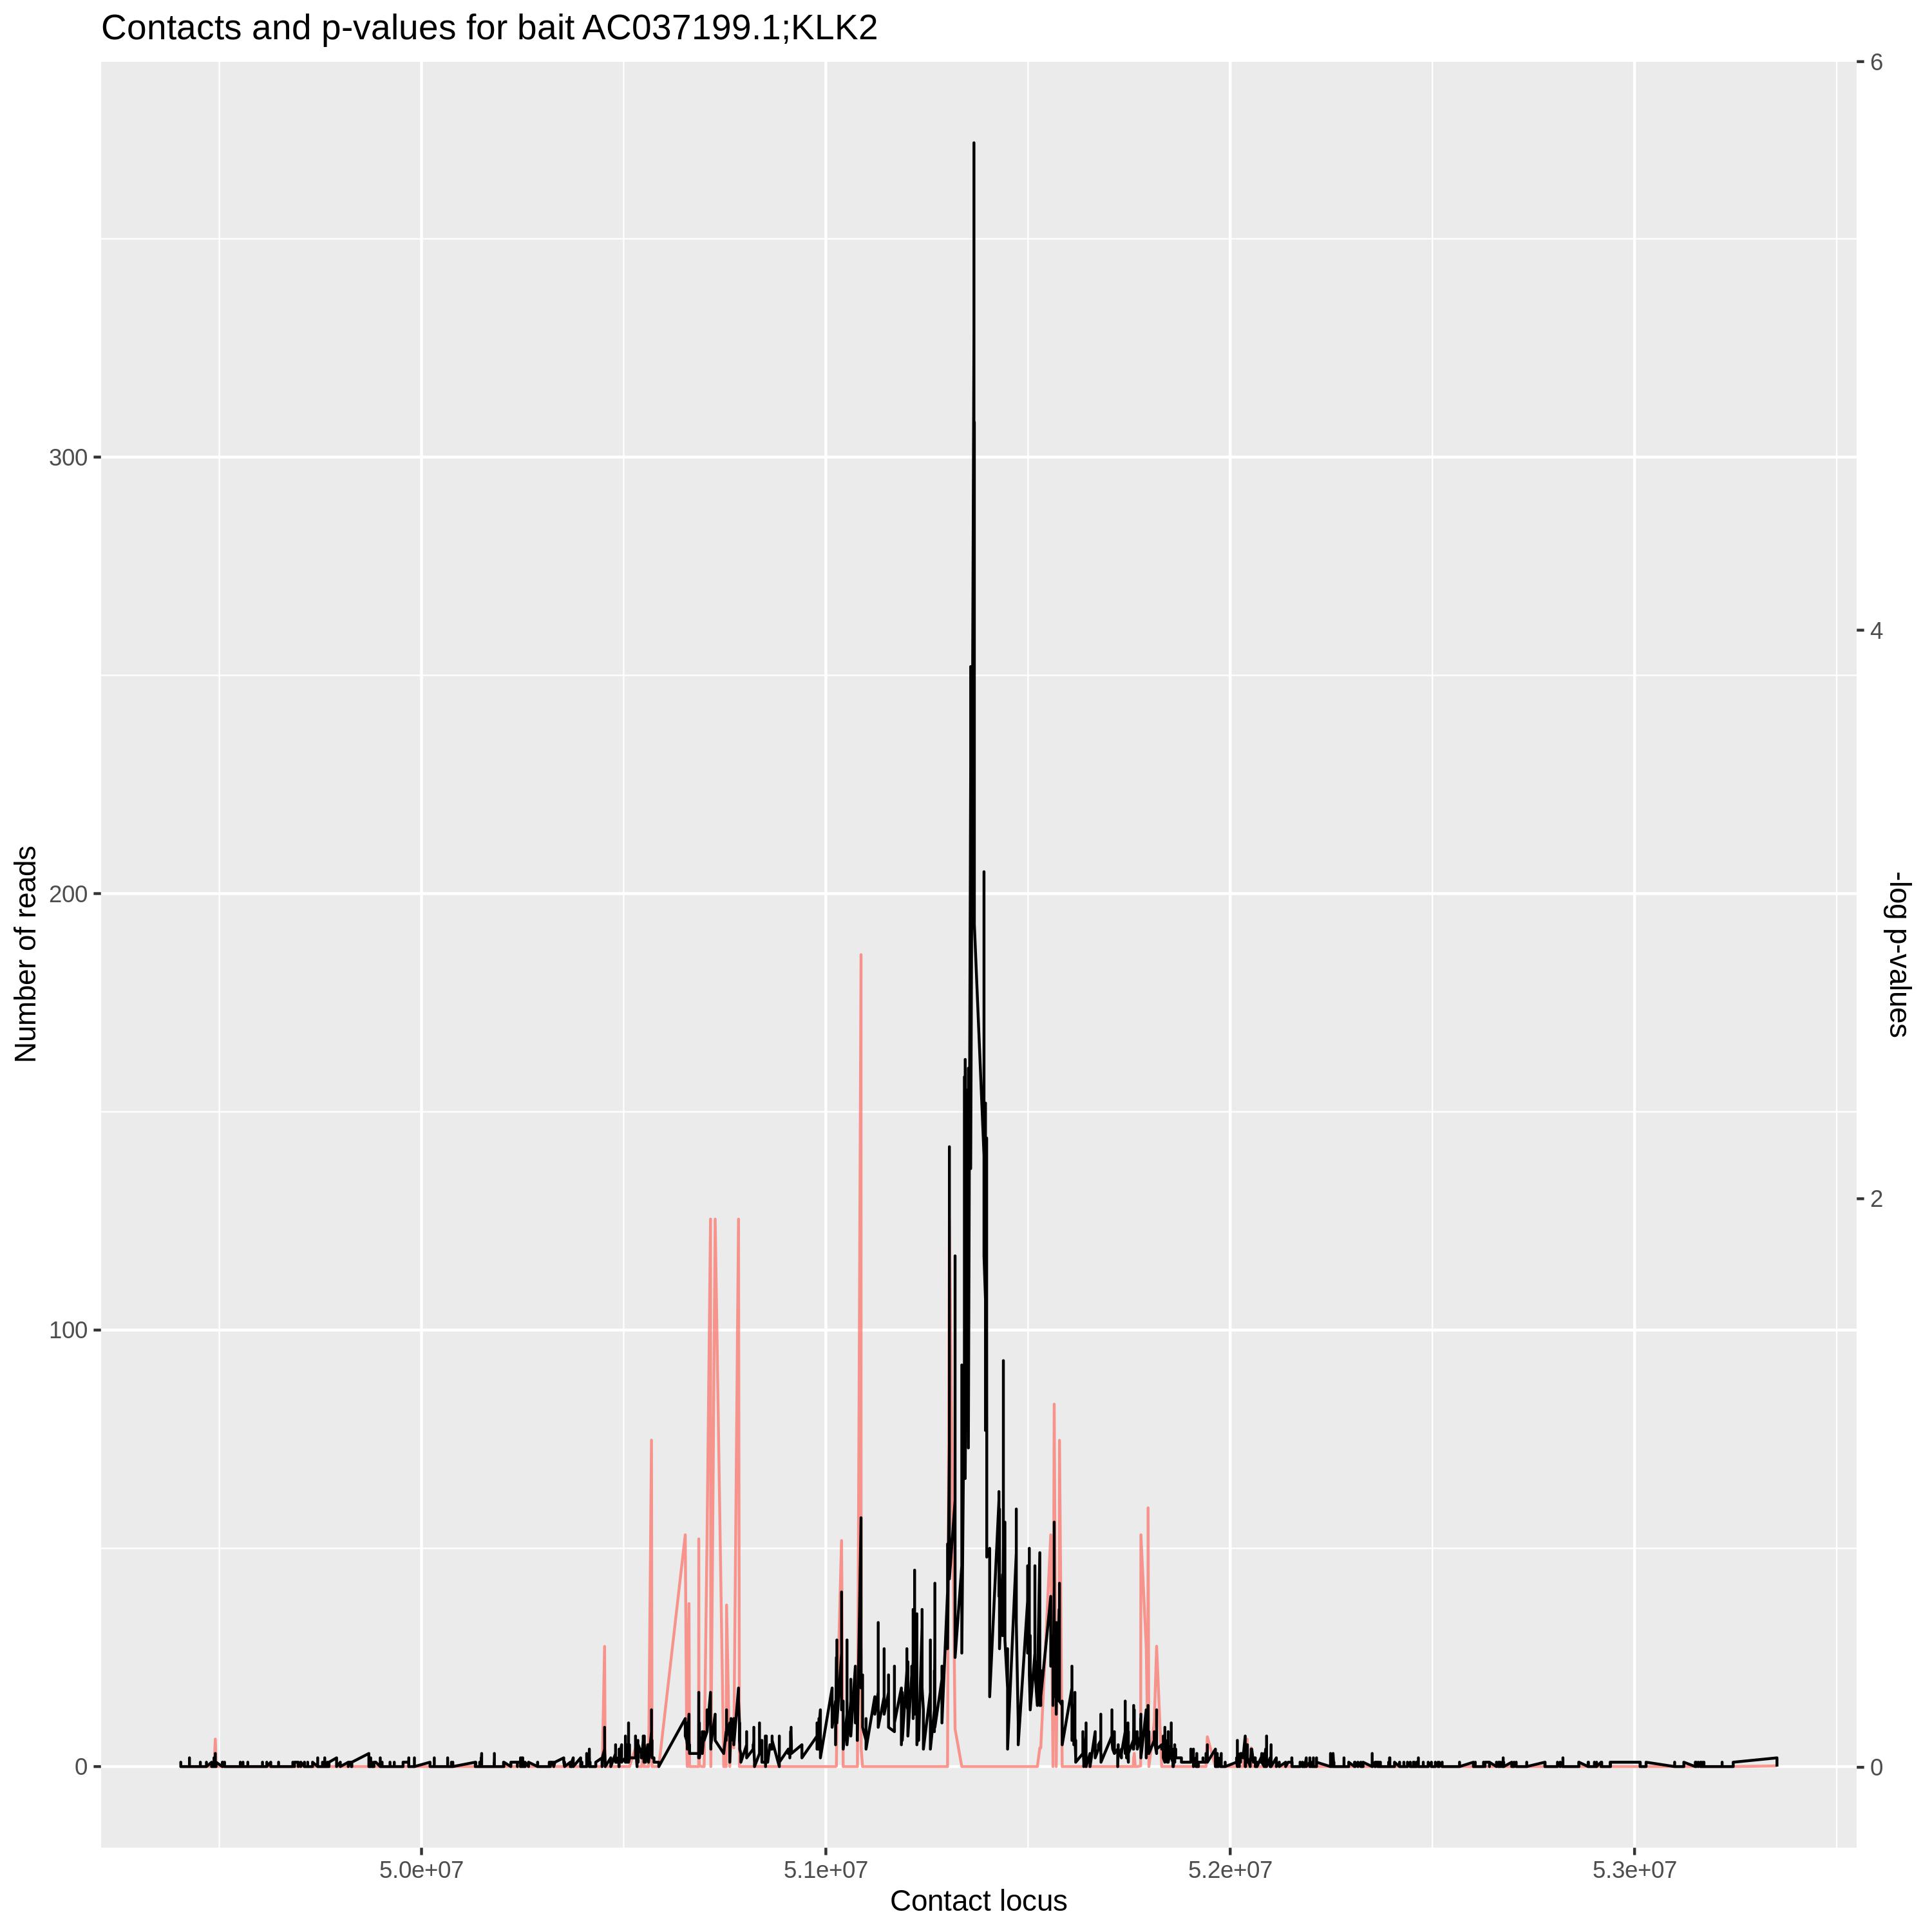 Contacts and p-values for bait AC037199.1;KLK2
6
300
4
Number of reads
200
-log p-values
2
100
0
0
5.0e+07
5.1e+07
5.2e+07
5.3e+07
Contact locus